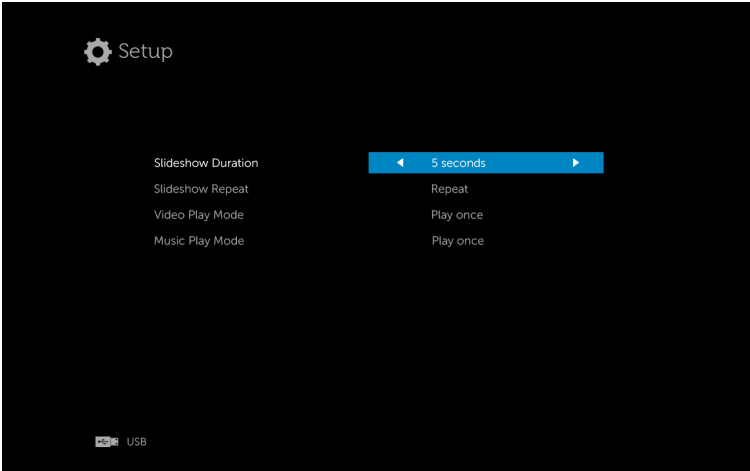 Setup
Slideshow Duration 5 seconds
Slideshow Repeat Repeat
Video Play Mode Play once
Music Play Mode Play once
USB